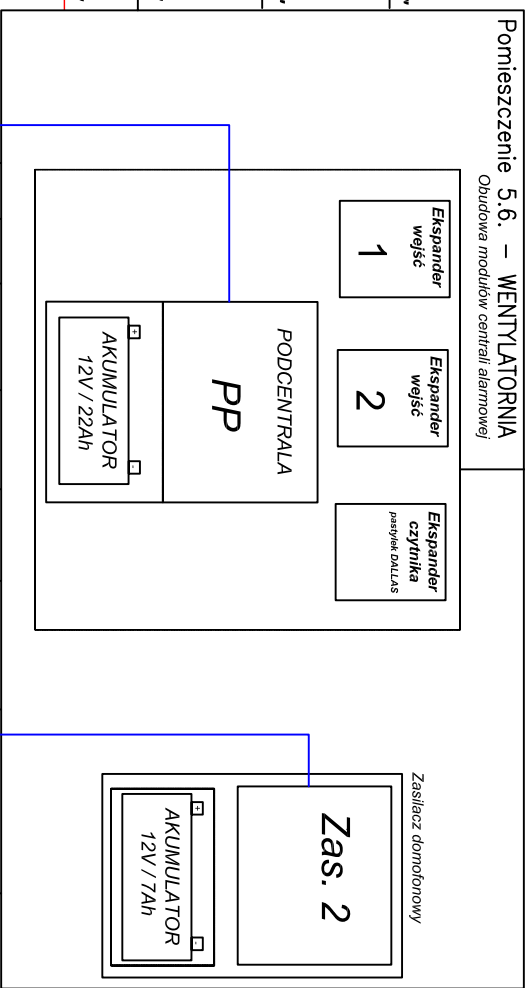 Pomieszczenie 5.6. - WENTYLATORNIA
Obudowa modułów centrali alarmowej
Ekspander
wejść
1
Ekspander
wejść
2
Ekspander
czytnika
pastylek DALLAS
PODCENTRALA
PP
+
-
AKUMULATOR
12V / 22Ah
Zasilacz domofonowy
Zas. 2
+
-
AKUMULATOR
12V / 7Ah